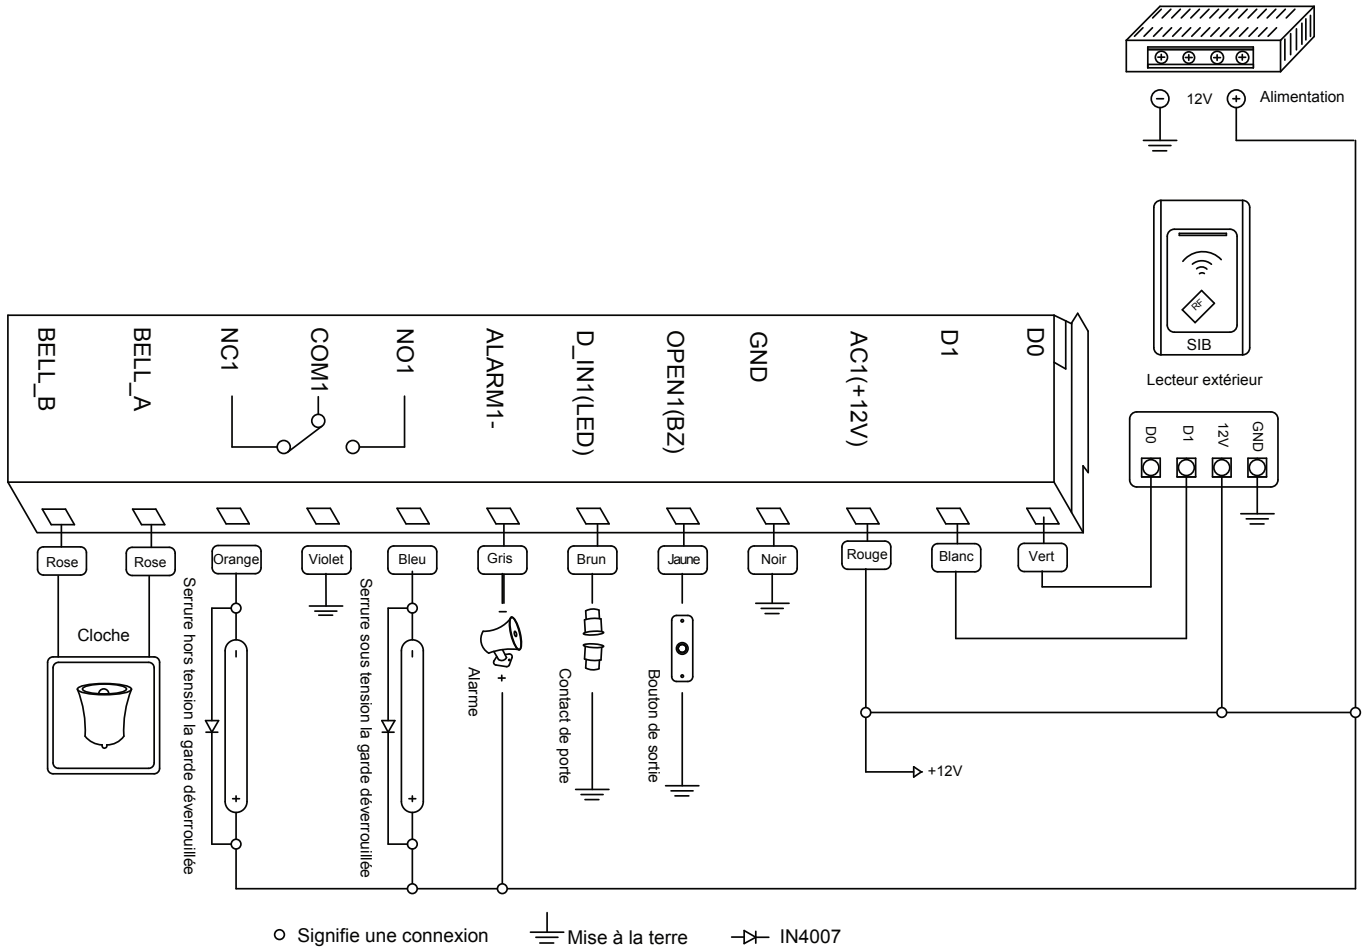 12V
Alimentation
RF
SIB
Lecteur extérieur
D0
D1
12V
GND
BELL_B
BELL_A
NC1
COM1
NO1
ALARM1-
D_IN1(LED)
OPEN1(BZ)
GND
AC1(+12V)
D1
D0
Rose
Rose
Orange
Violet
Bleu
Gris
Brun
Jaune
Noir
Rouge
Blanc
Vert
Cloche
Serrure hors tension la garde déverrouillée
Serrure sous tension la garde déverrouillée
Alarme
Contact de porte
Bouton de sortie
+12V
Signifie une connexion
Mise à la terre
IN4007